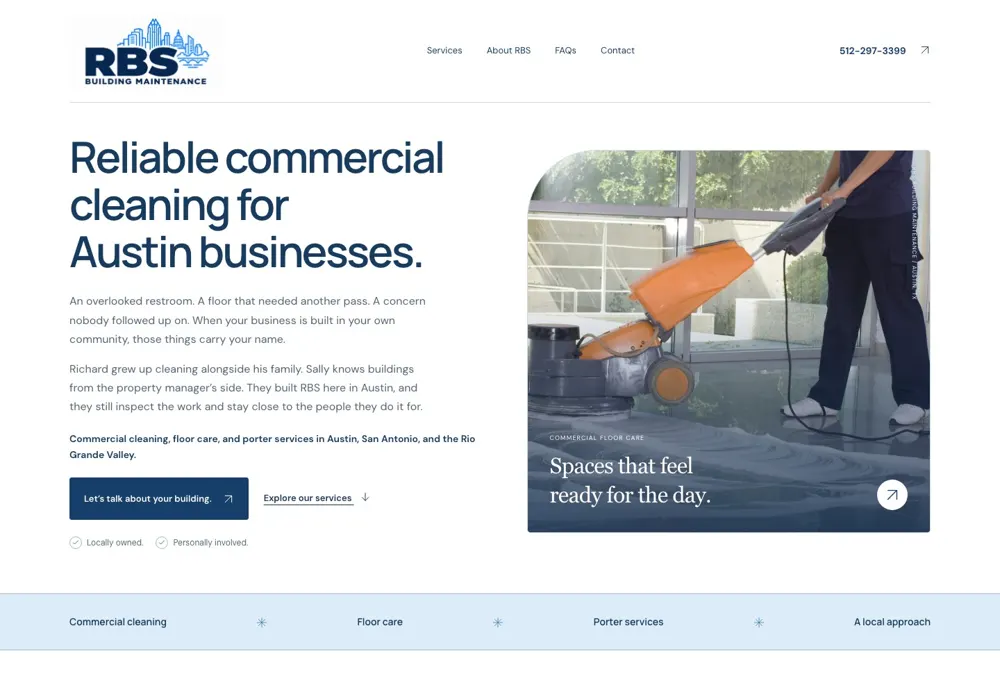 RBS
BUILDING MAINTENANCE
Services
About RBS
FAQs
Contact
512-297-3399
Reliable commercial
cleaning for
Austin businesses.
An overlooked restroom. A floor that needed another pass. A concern
nobody followed up on. When your business is built in your own
community, those things carry your name.
Richard grew up cleaning alongside his family. Sally knows buildings
from the property manager's side. They built RBS here in Austin, and
they still inspect the work and stay close to the people they do it for.
Commercial cleaning, floor care, and porter services in Austin, San Antonio, and the Rio
Grande Valley.
Let's talk about your building.
Explore our services
Locally owned.
Personally involved.
MAINTENANCE / AUSTIN, TX
COMMERCIAL FLOOR CARE
Spaces that feel
ready for the day.
Commercial cleaning
Floor care
Porter services
A local approach